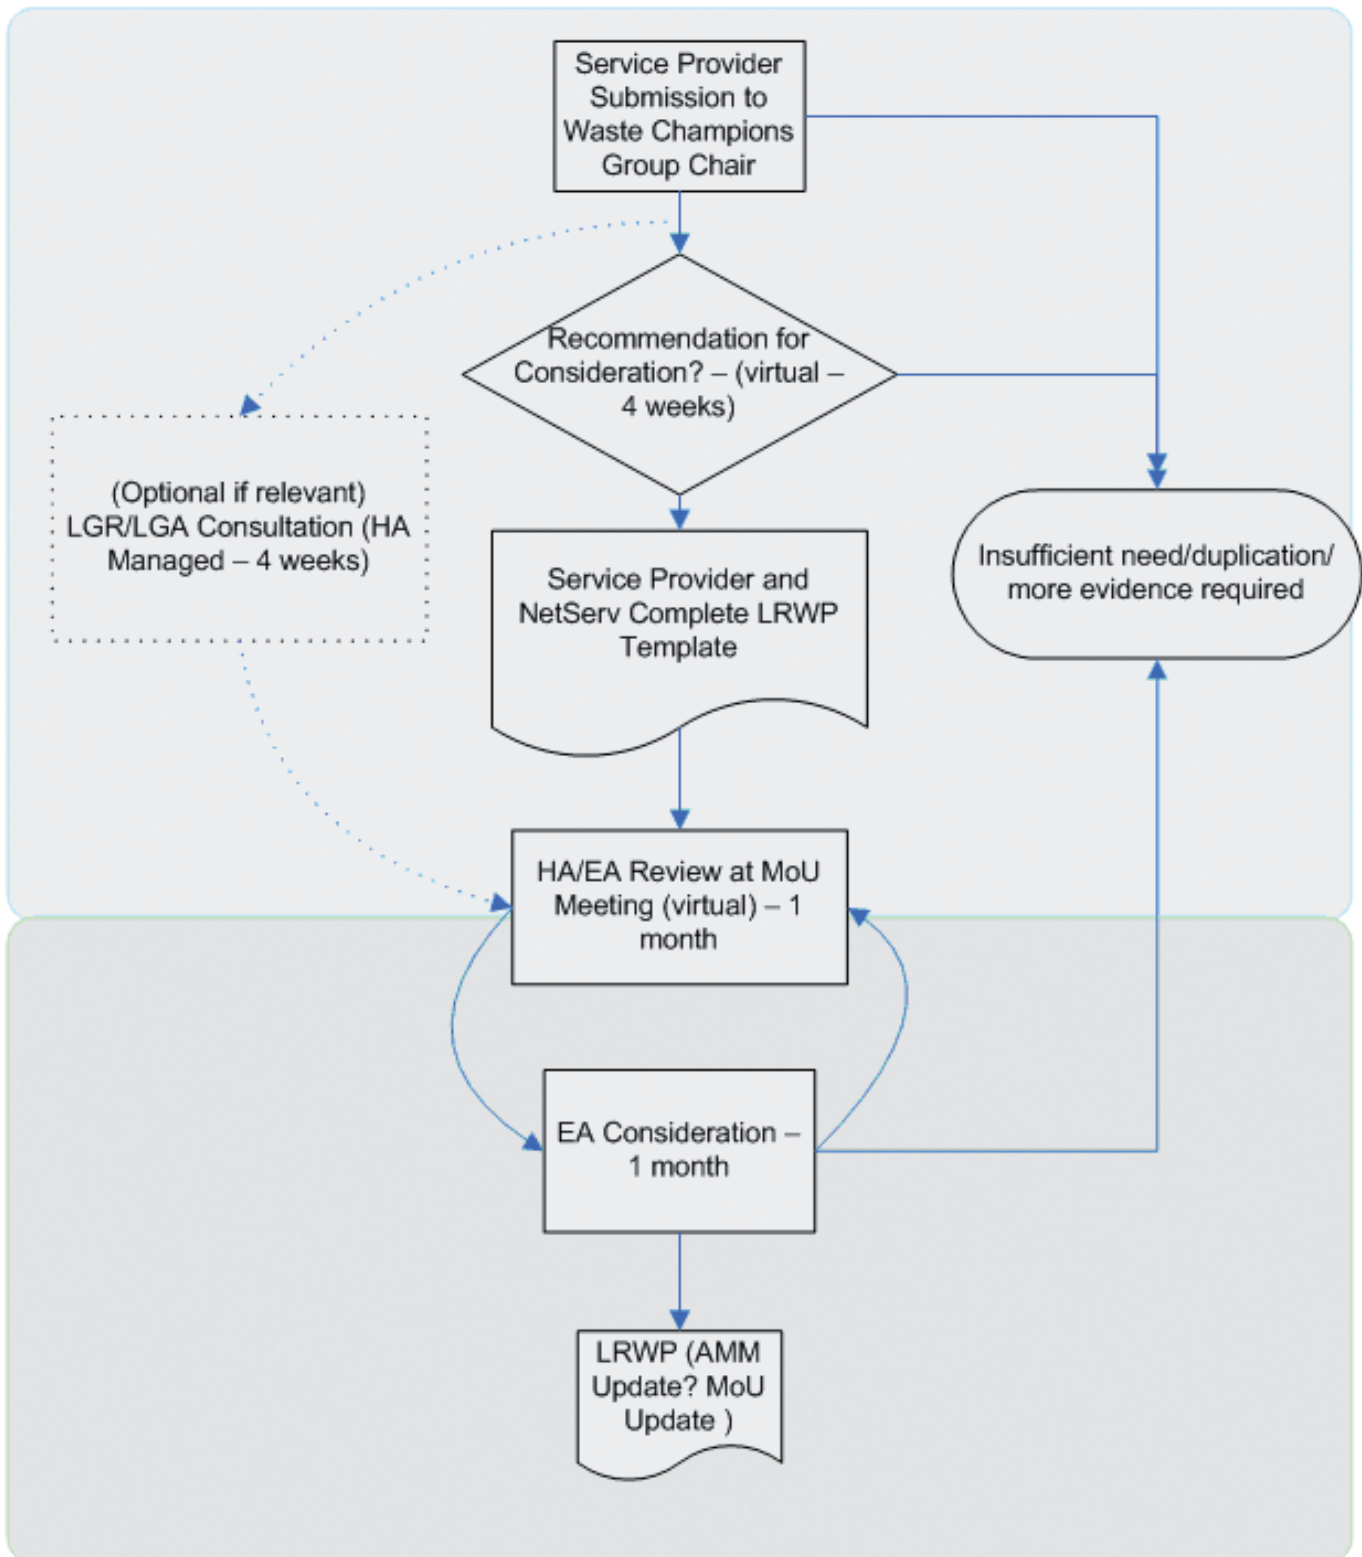 Service Provider
Submission to
Waste Champions
Group Chair
Recommendation for
Consideration? – (virtual –
4 weeks)
(Optional if relevant)
LGR/LGA Consultation (HA
Managed – 4 weeks)
Service Provider and
NetServ Complete LRWP
Template
Insufficient need/duplication/
more evidence required
HA/EA Review at MoU
Meeting (virtual) – 1
month
EA Consideration –
1 month
LRWP (AMM
Update? MoU
Update )